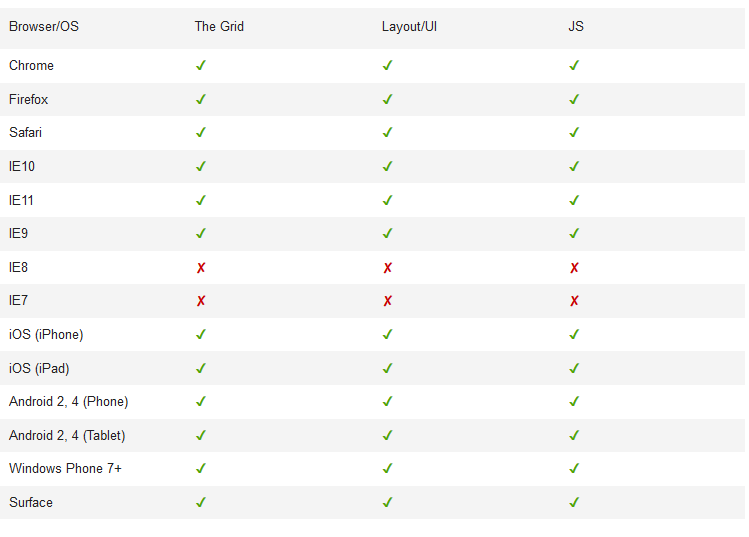 Browser/OS The Grid Layout/UI JS
Chrome ✓ ✓ ✓
Firefox ✓ ✓ ✓
Safari ✓ ✓ ✓
IE10 ✓ ✓ ✓
IE11 ✓ ✓ ✓
IE9 ✓ ✓ ✓
IE8 ✗ ✗ ✗
IE7 ✗ ✗ ✗
iOS (iPhone) ✓ ✓ ✓
iOS (iPad) ✓ ✓ ✓
Android 2, 4 (Phone) ✓ ✓ ✓
Android 2, 4 (Tablet) ✓ ✓ ✓
Windows Phone 7+ ✓ ✓ ✓
Surface ✓ ✓ ✓